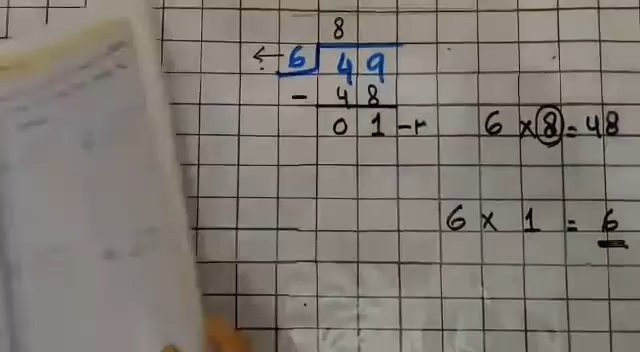 8
← 6 49
- 48
01 -r
6 × 8 = 48
6 × 1 = 6